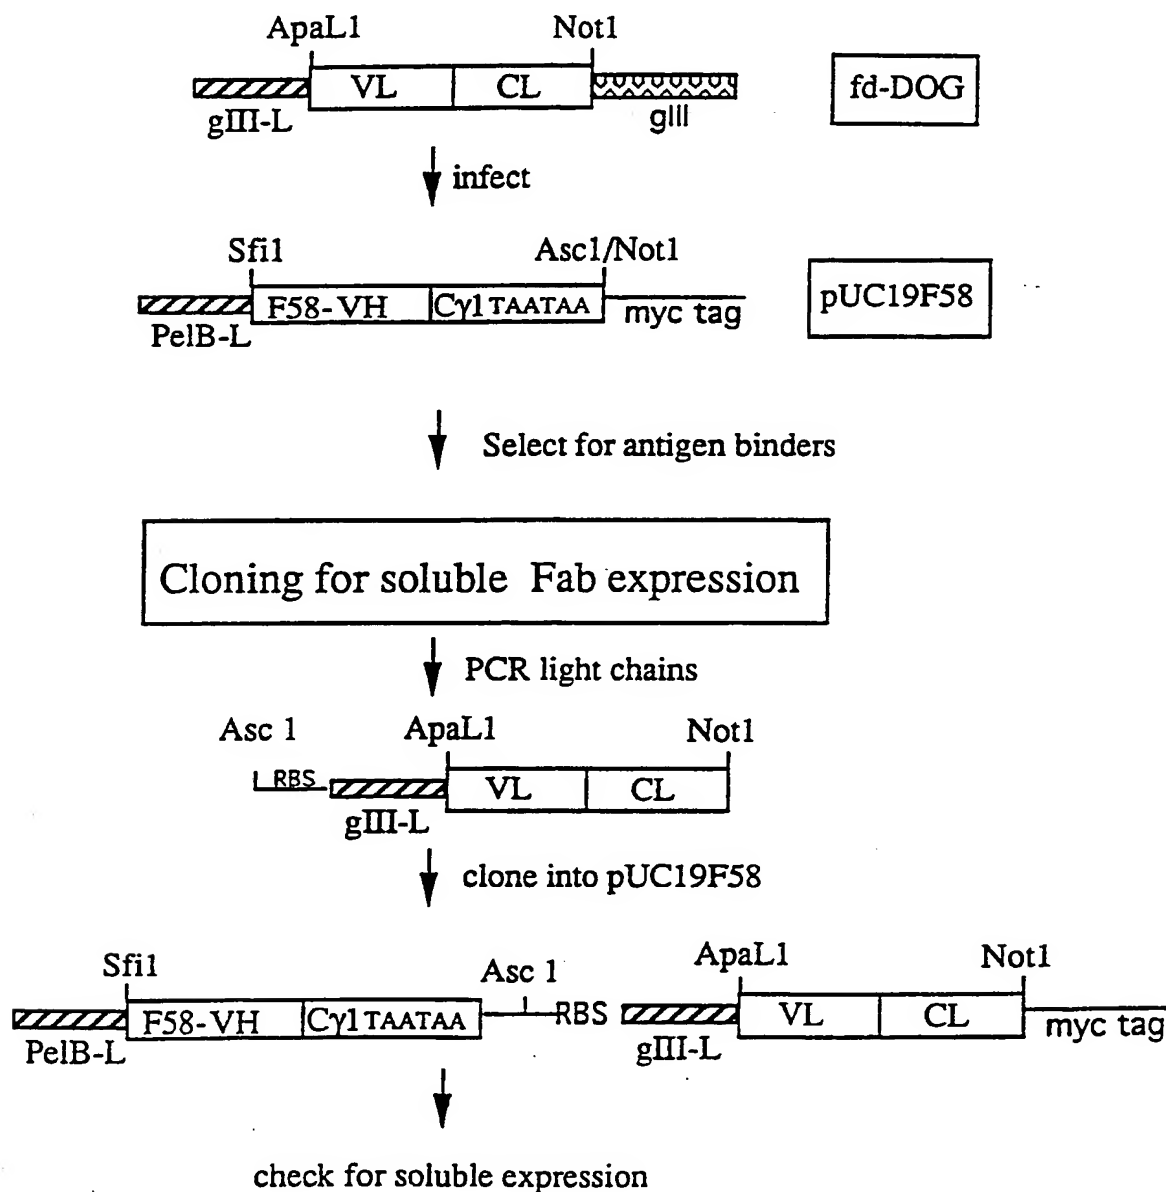 ApaL1 Not1
VL CL
gIII-L gIII
fd-DOG
infect
Sfi1 Asc1/Not1
F58-VH Cγ1 TAATAA
PelB-L myc tag
pUC19F58
Select for antigen binders
Cloning for soluble Fab expression
PCR light chains
Asc 1 ApaL1 Not1
RBS VL CL
gIII-L
clone into pUC19F58
Sfi1 Asc 1 ApaL1 Not1
F58-VH Cγ1 TAATAA RBS VL CL
PelB-L gIII-L myc tag
check for soluble expression